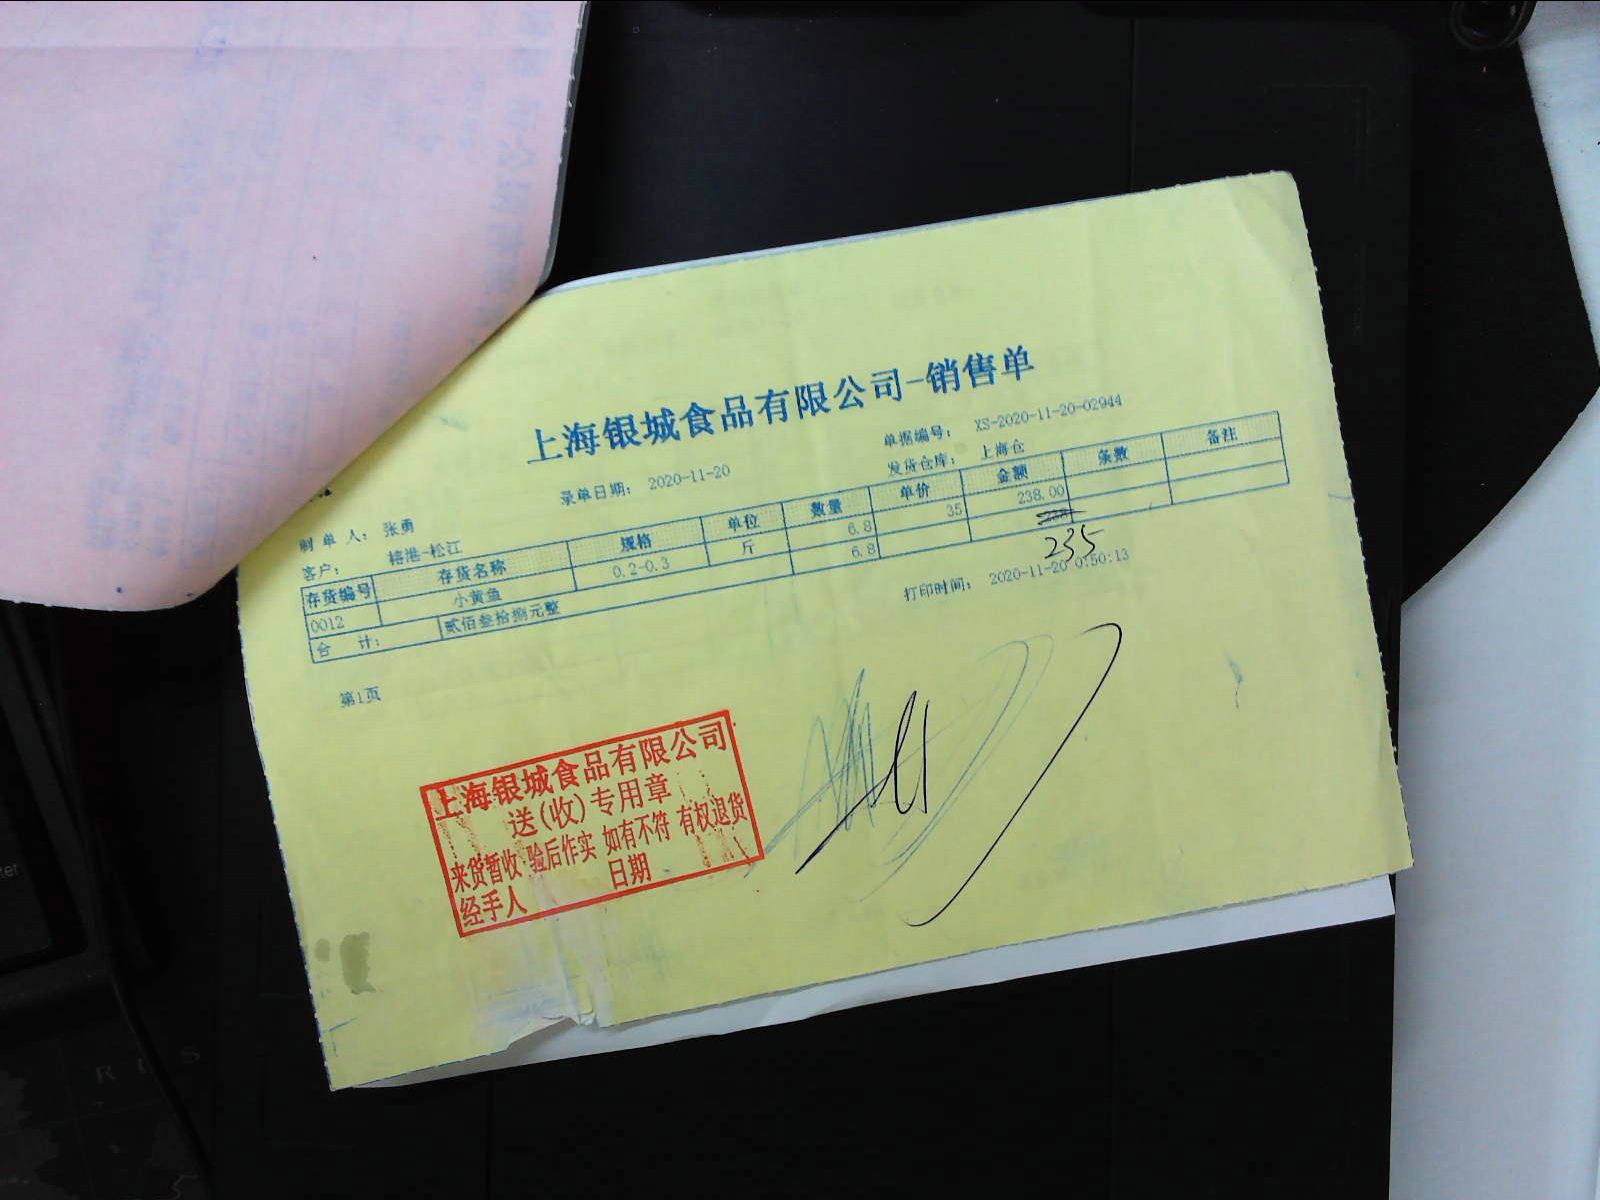 上海银城食品有限公司-销售单
单据编号： XS-2020-11-20-02944
录单日期： 2020-11-20
发货仓库： 上海仓
制 单 人： 张勇
客户： 榕港-松江
存货编号 存货名称 规格 单位 数量 单价 金额 条数 备注
0012 小黄鱼 0.2-0.3 斤 6.8 35 238.00
合 计： 贰佰叁拾捌元整 6.8
235
打印时间： 2020-11-20 0:50:13
第1页
上海银城食品有限公司
送(收)专用章
来货暂收 验后作实 如有不符 有权退货
经手人 日期